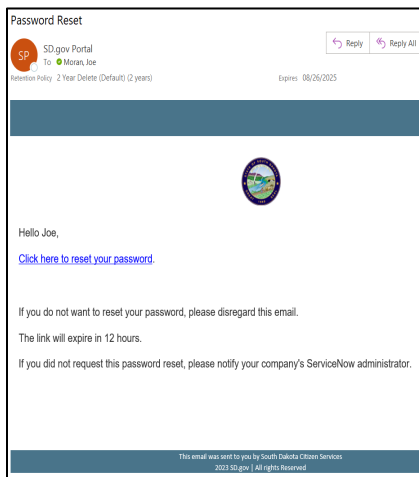 Password Reset
SP
SD.gov Portal
To Moran, Joe
Reply
Reply All
Retention Policy 2 Year Delete (Default) (2 years)
Expires 08/26/2025
Hello Joe,
Click here to reset your password.
If you do not want to reset your password, please disregard this email.
The link will expire in 12 hours.
If you did not request this password reset, please notify your company's ServiceNow administrator.
This email was sent to you by South Dakota Citizen Services
2023 SD.gov | All rights Reserved